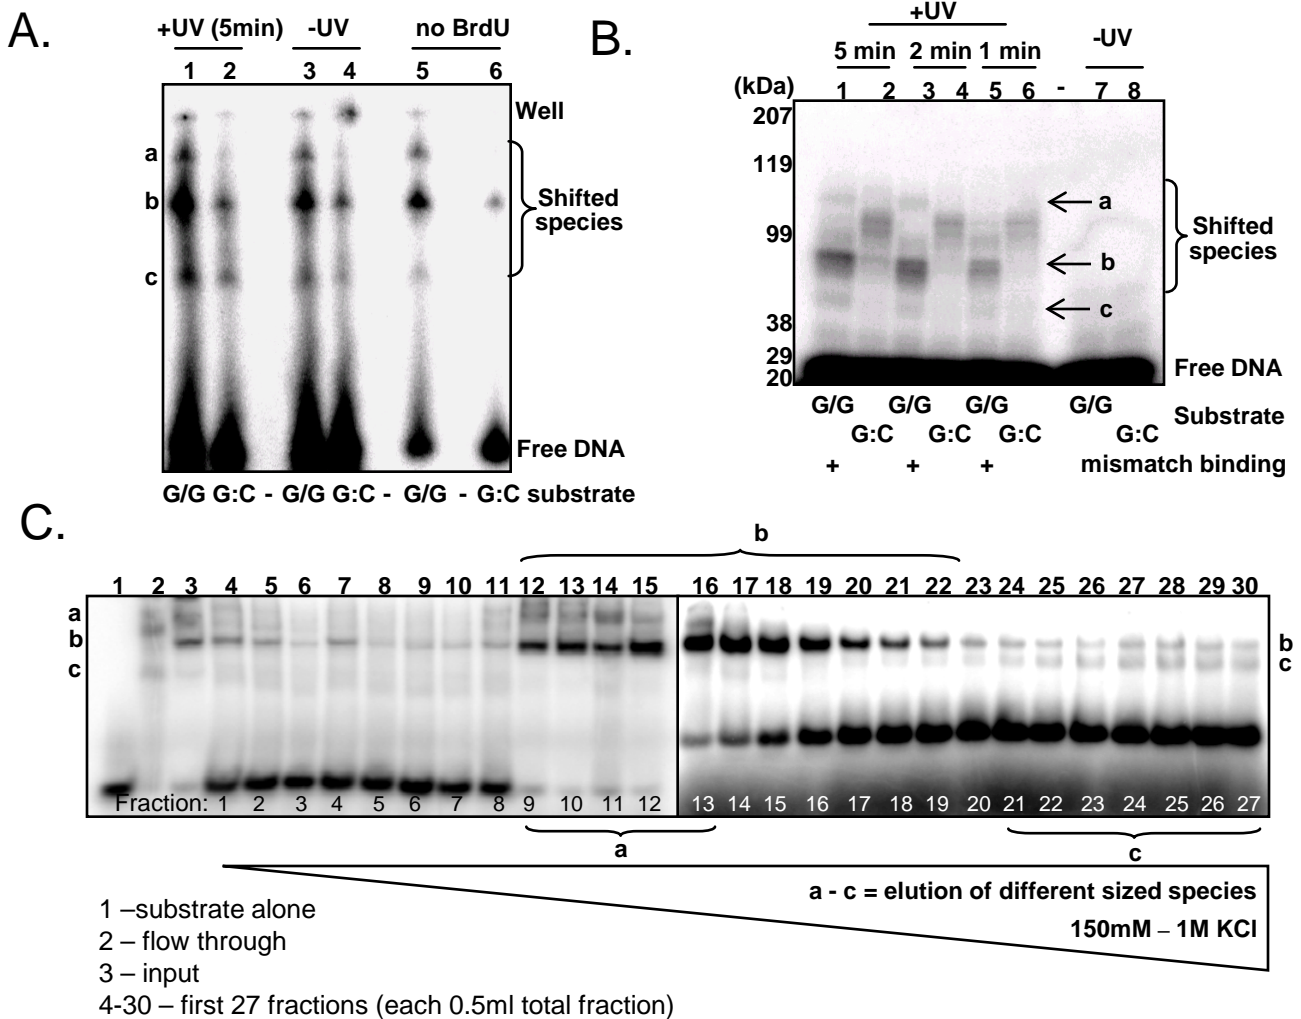 A.
+UV (5min) -UV no BrdU
1 2 3 4 5 6
Well
a
b
c
Shifted
species
Free DNA
G/G G:C - G/G G:C - G/G - G:C substrate
B.
+UV
5 min 2 min 1 min -UV
(kDa) 1 2 3 4 5 6 - 7 8
207
119
99
38
29
20
a
b
c
Shifted
species
Free DNA
G/G G/G G/G G/G
G:C G:C G:C G:C
Substrate
+ + + mismatch binding
C.
b
1 2 3 4 5 6 7 8 9 10 11 12 13 14 15 16 17 18 19 20 21 22 23 24 25 26 27 28 29 30
a
b
c
b
c
Fraction: 1 2 3 4 5 6 7 8 9 10 11 12 13 14 15 16 17 18 19 20 21 22 23 24 25 26 27
a c
a - c = elution of different sized species
150mM – 1M KCl
1 –substrate alone
2 – flow through
3 – input
4-30 – first 27 fractions (each 0.5ml total fraction)